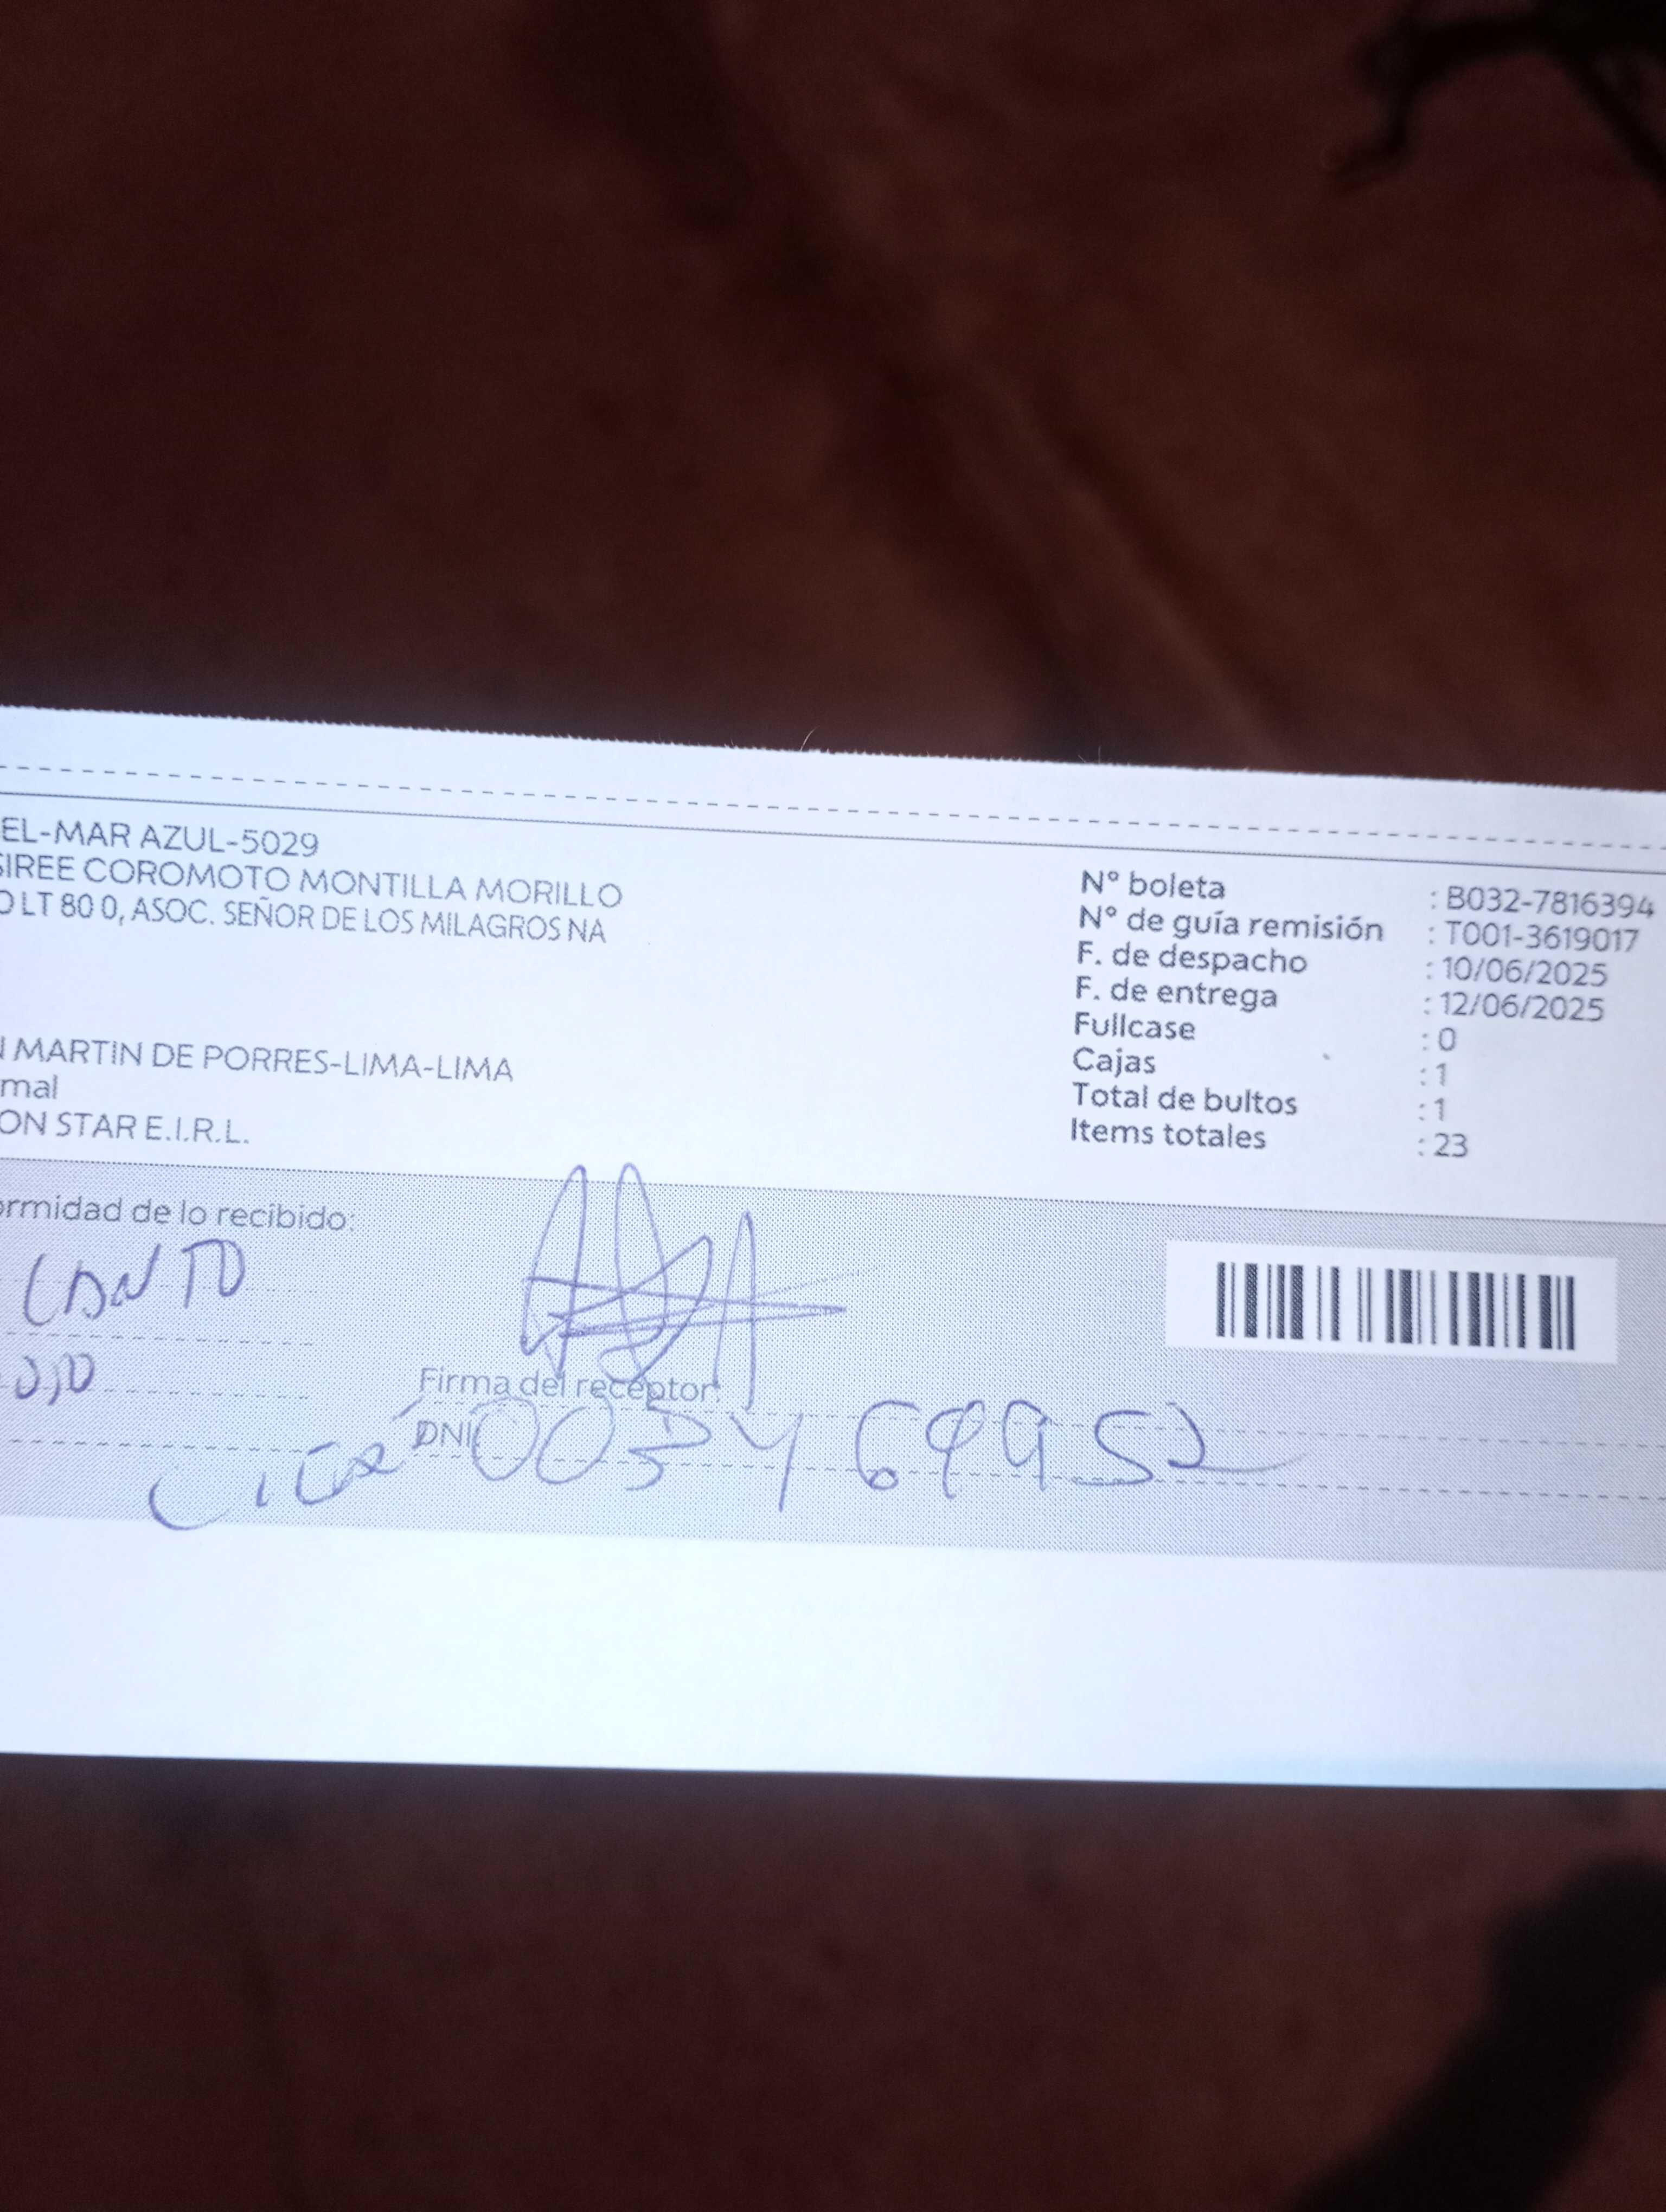 EL-MAR AZUL-5029
SIREE COROMOTO MONTILLA MORILLO
O LT 80 0, ASOC. SEÑOR DE LOS MILAGROS NA
N MARTIN DE PORRES-LIMA-LIMA
mal
ON STAR E.I.R.L.
Nº boleta : B032-7816394
Nº de guía remisión : T001-3619017
F. de despacho : 10/06/2025
F. de entrega : 12/06/2025
Fullcase : 0
Cajas : 1
Total de bultos : 1
Items totales : 23
ormidad de lo recibido:
Firma del receptor:
DNI